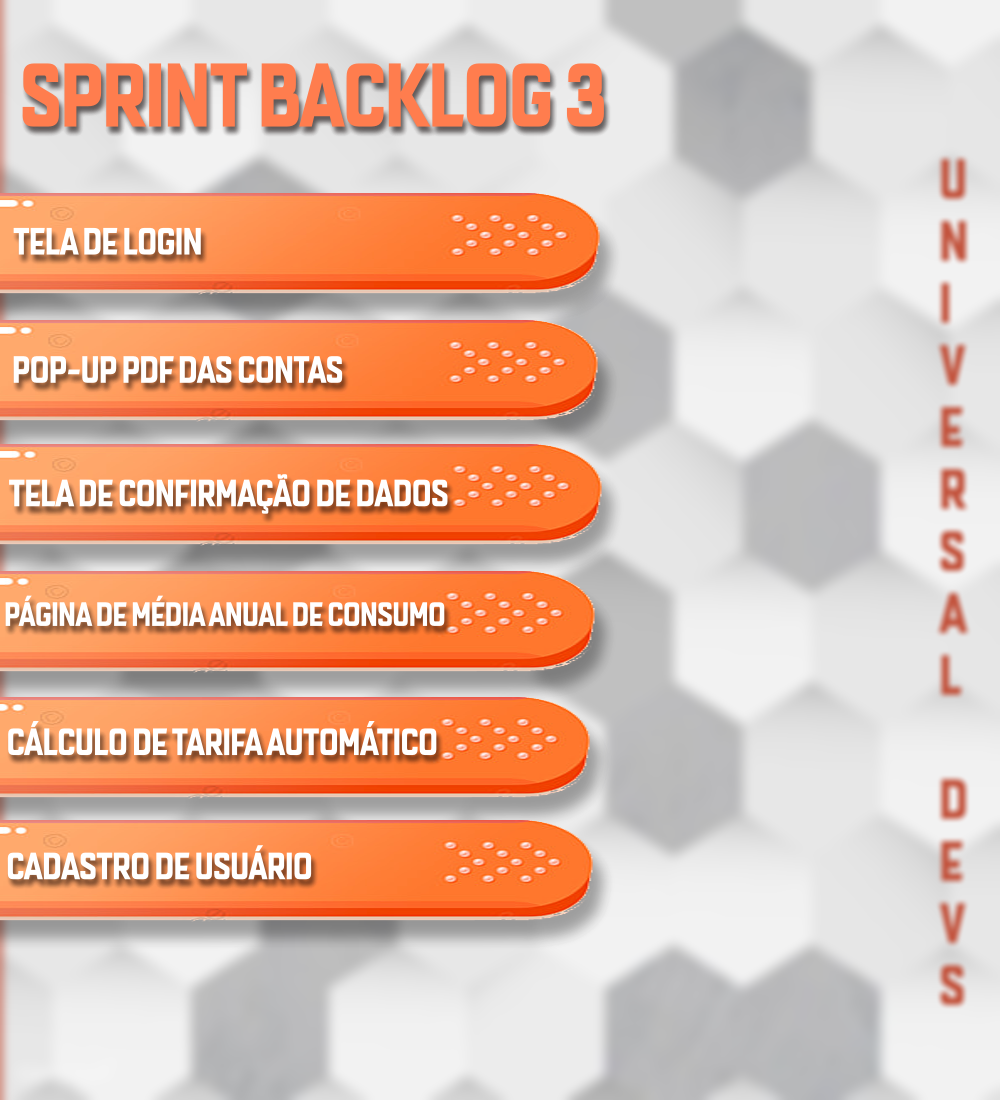 SPRINT BACKLOG 3
TELA DE LOGIN
POP-UP PDF DAS CONTAS
TELA DE CONFIRMAÇÃO DE DADOS
PÁGINA DE MÉDIA ANUAL DE CONSUMO
CÁLCULO DE TARIFA AUTOMÁTICO
CADASTRO DE USUÁRIO
UNIVERSAL DEVS